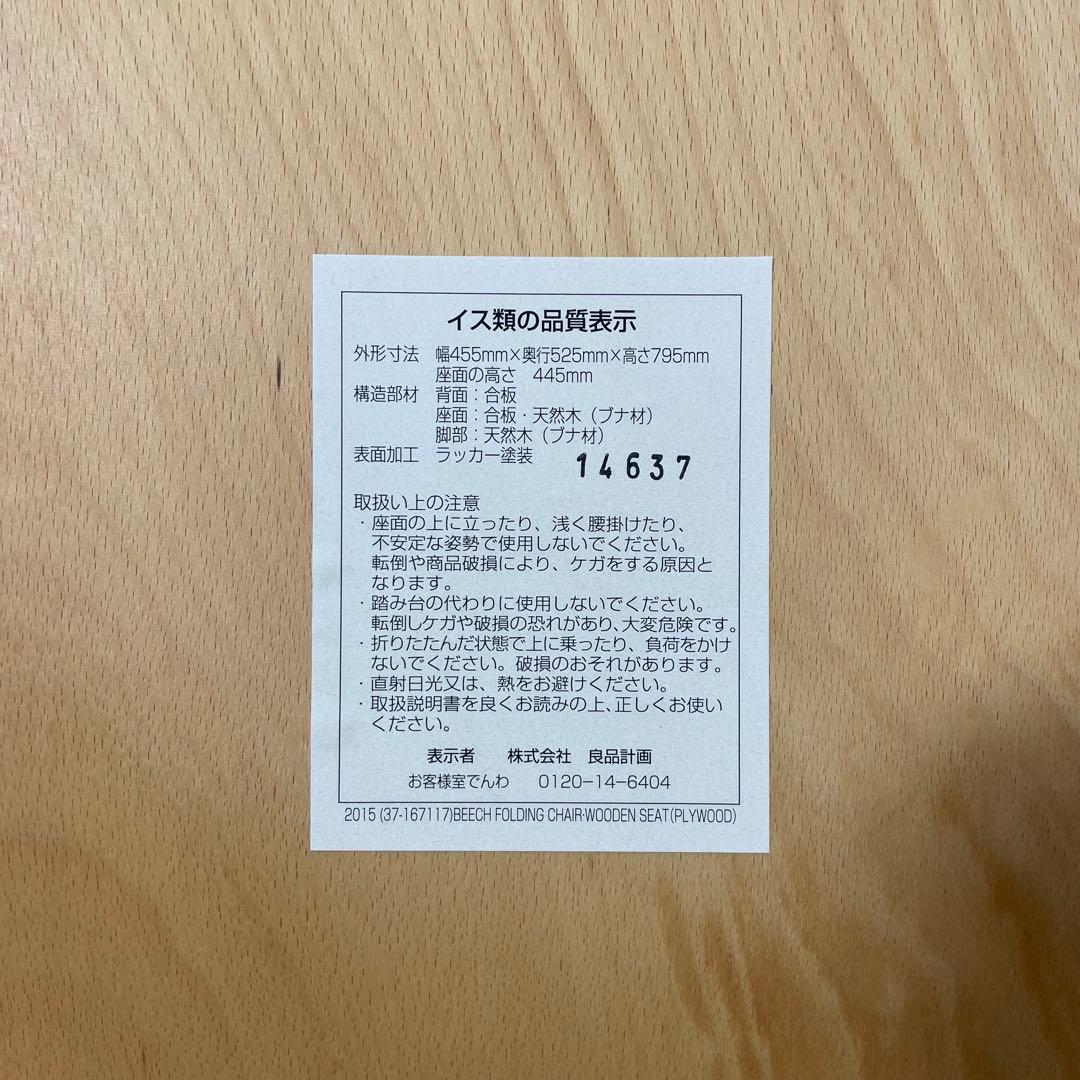 イス類の品質表示
外形寸法 幅455mm×奥行525mm×高さ795mm
座面の高さ 445mm
構造部材 背面：合板
座面：合板・天然木（ブナ材）
脚部：天然木（ブナ材）
表面加工 ラッカー塗装 14637
取扱い上の注意
・座面の上に立ったり、浅く腰掛けたり、
不安定な姿勢で使用しないでください。
転倒や商品破損により、ケガをする原因と
なります。
・踏み台の代わりに使用しないでください。
転倒しケガや破損の恐れがあり、大変危険です。
・折りたたんだ状態で上に乗ったり、負荷をかけ
ないでください。破損のおそれがあります。
・直射日光又は、熱をお避けください。
・取扱説明書を良くお読みの上、正しくお使い
ください。
表示者 株式会社 良品計画
お客様室でんわ 0120-14-6404
2015 (37-167117)BEECH FOLDING CHAIR·WOODEN SEAT(PLYWOOD)